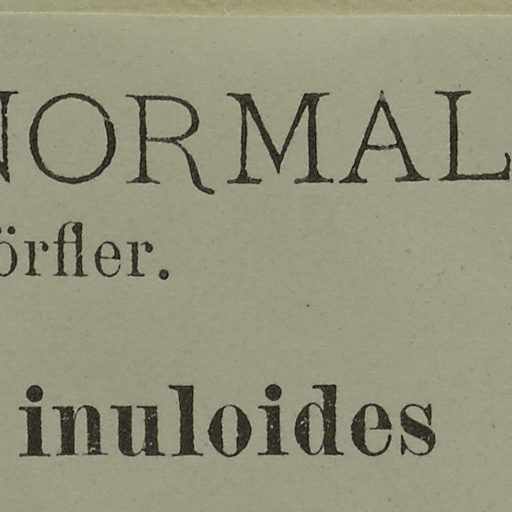 NORMAL
örfler.
inuloides